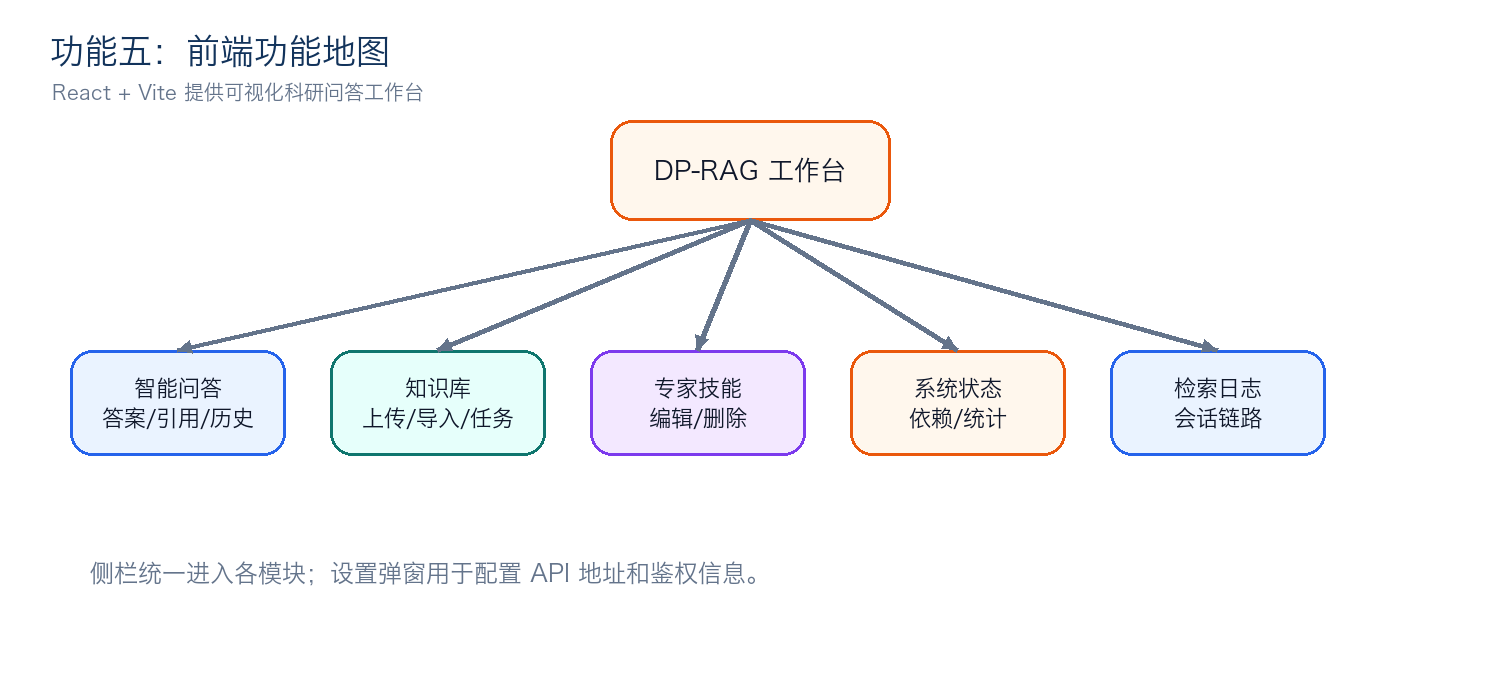 功能五：前端功能地图
React + Vite 提供可视化科研问答工作台
DP-RAG 工作台
智能问答
答案/引用/历史
知识库
上传/导入/任务
专家技能
编辑/删除
系统状态
依赖/统计
检索日志
会话链路
侧栏统一进入各模块；设置弹窗用于配置 API 地址和鉴权信息。